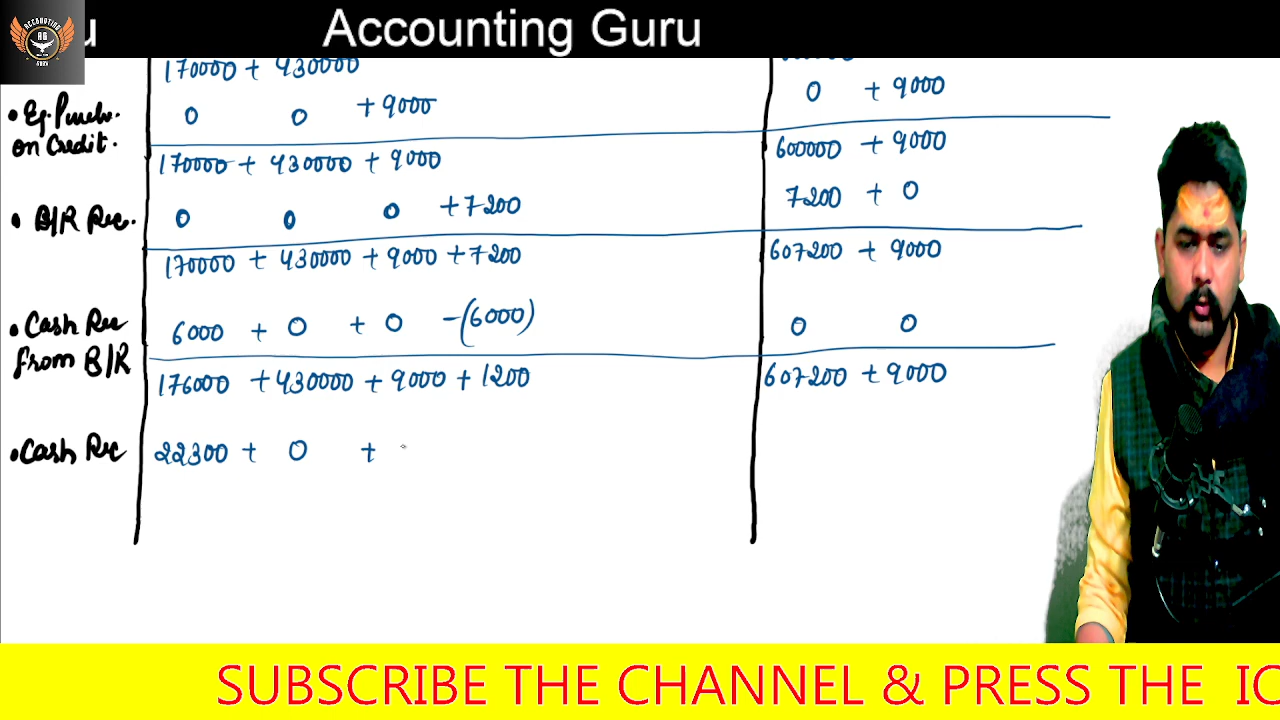 Accounting Guru
170000 + 430000
• Eq. Purch. 0 0 + 9000 0 + 9000
on Credit.
170000 + 430000 + 9000 600000 + 9000
• B/R Rec. 0 0 0 + 7200 7200 + 0
170000 + 430000 + 9000 + 7200 607200 + 9000
• Cash Rec 6000 + 0 + 0 -(6000) 0 0
from B/R
176000 + 430000 + 9000 + 1200 607200 + 9000
• Cash Rec 22300 + 0 +
SUBSCRIBE THE CHANNEL & PRESS THE IC